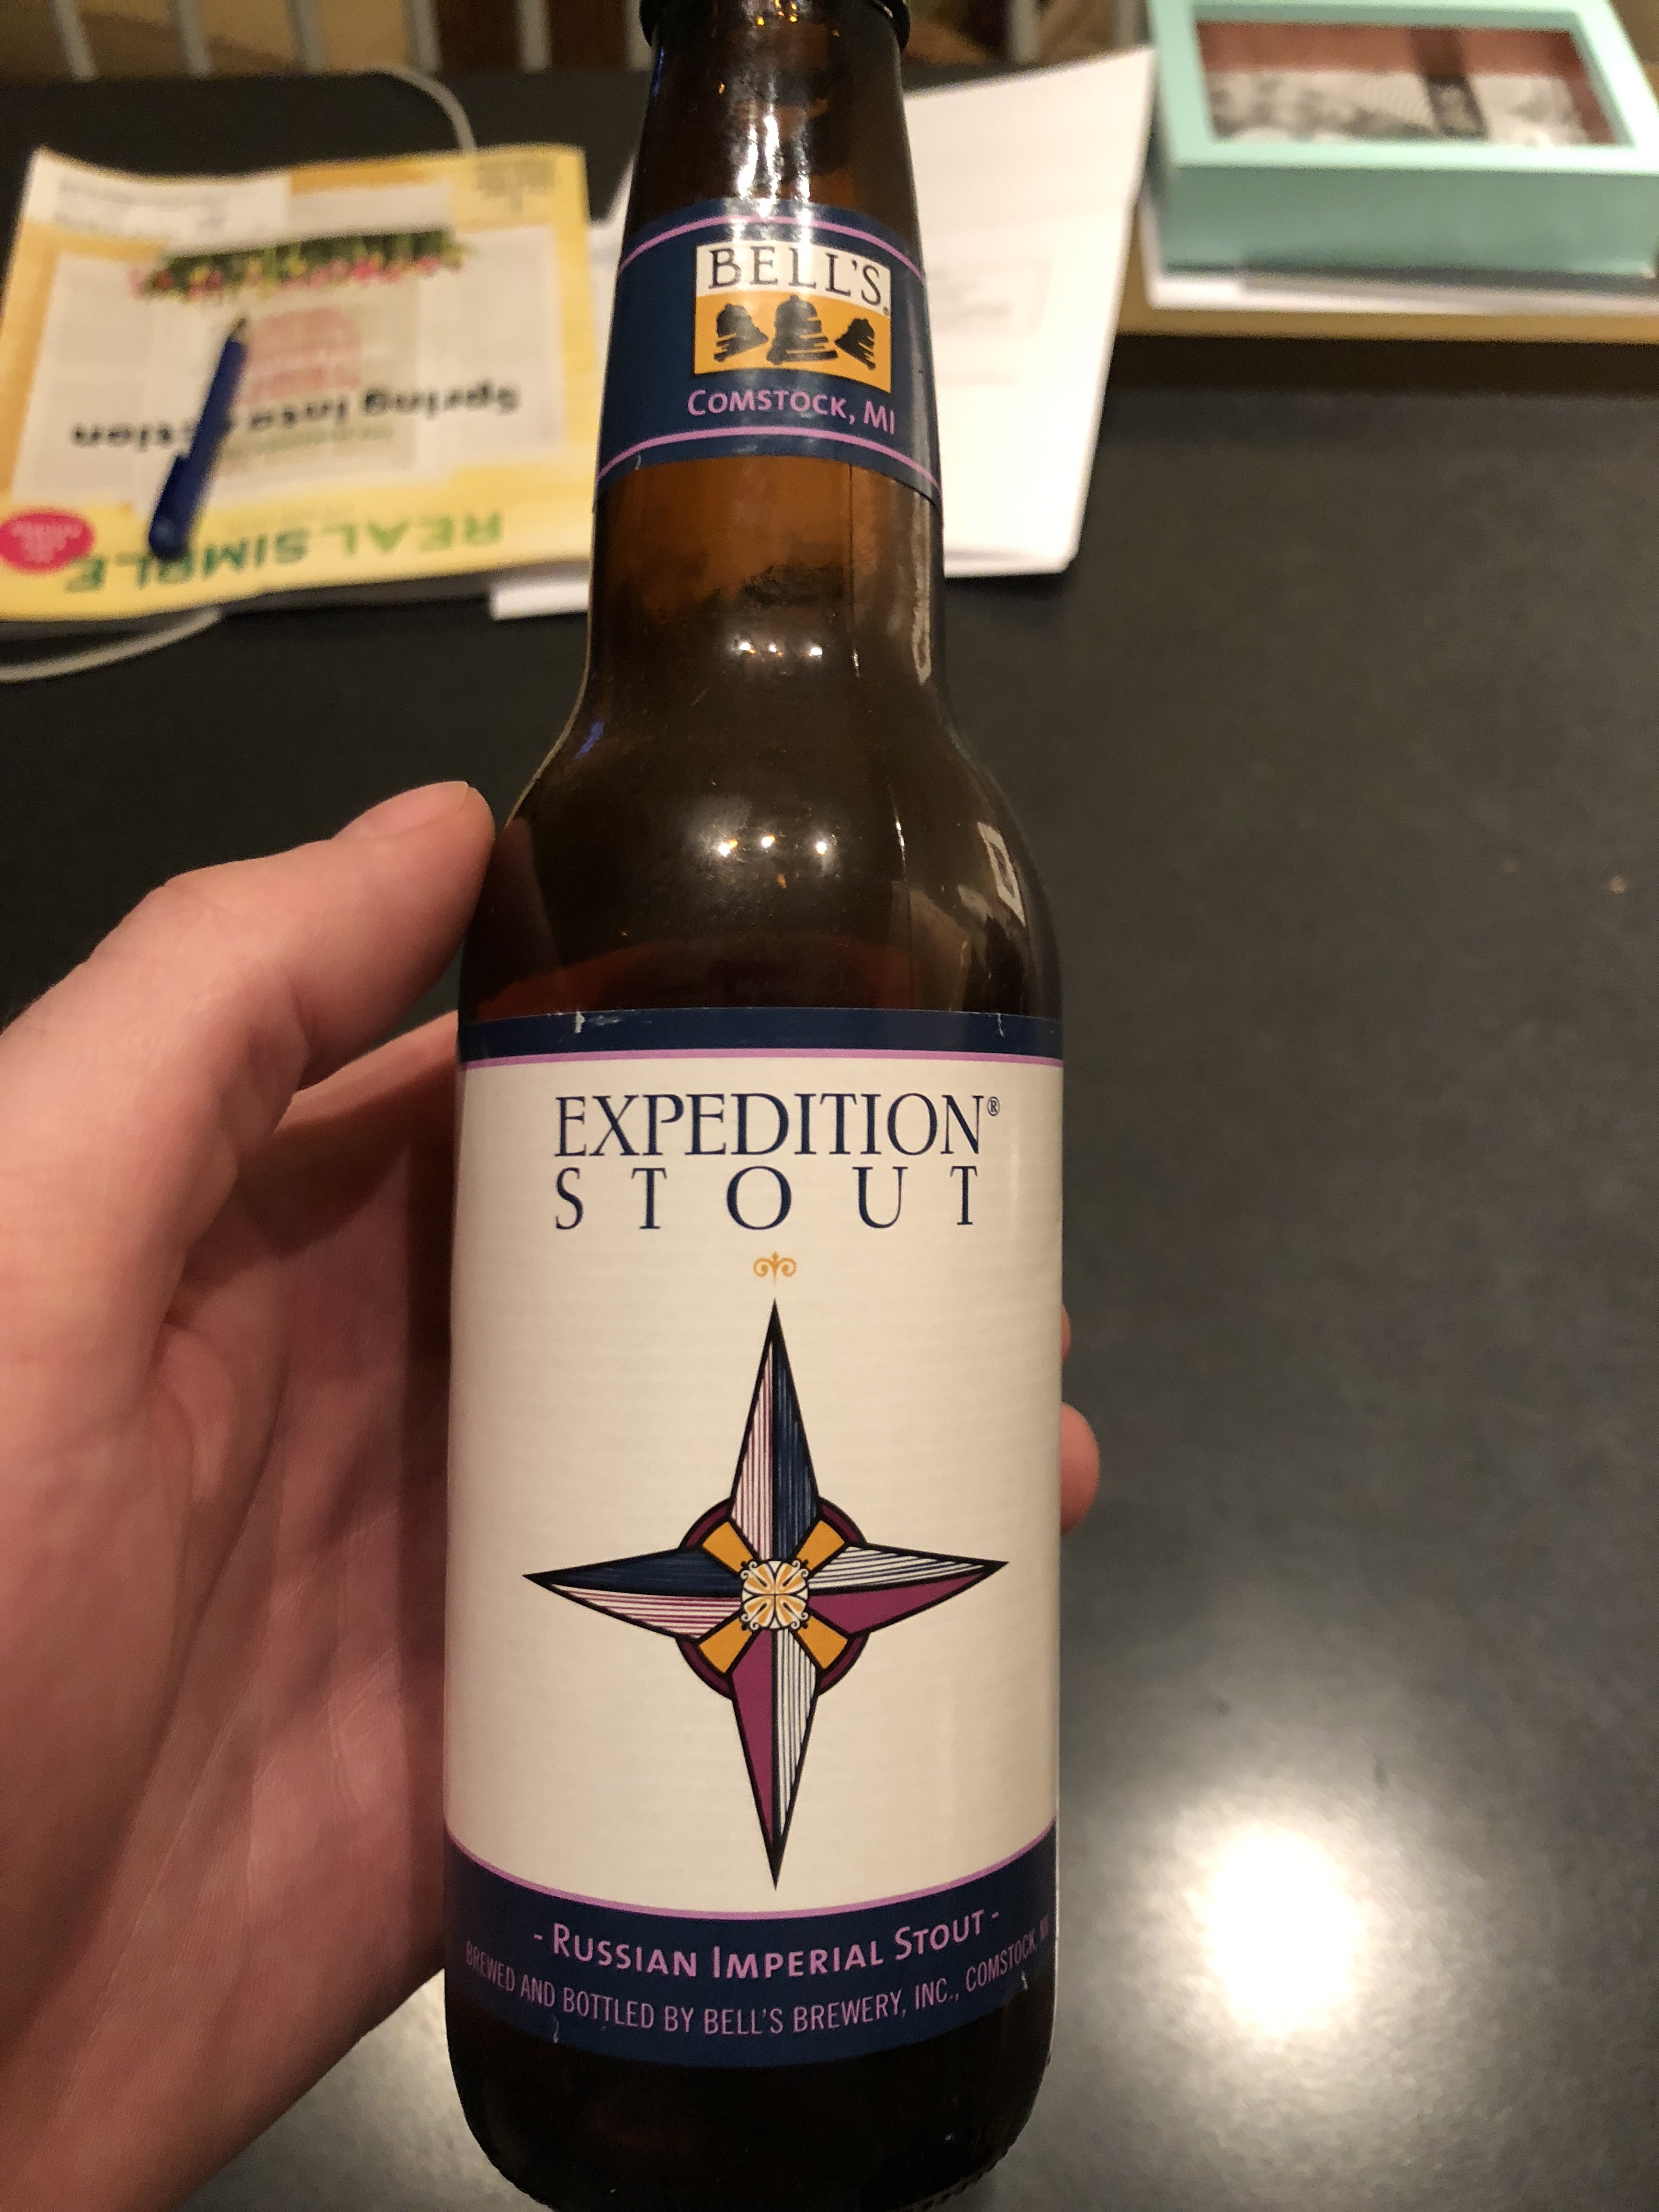 BELL'S
COMSTOCK, MI
EXPEDITION®
STOUT
- RUSSIAN IMPERIAL STOUT -
BREWED AND BOTTLED BY BELL'S BREWERY, INC., COMSTOCK, MI
REAL SIMPLE
Spring into